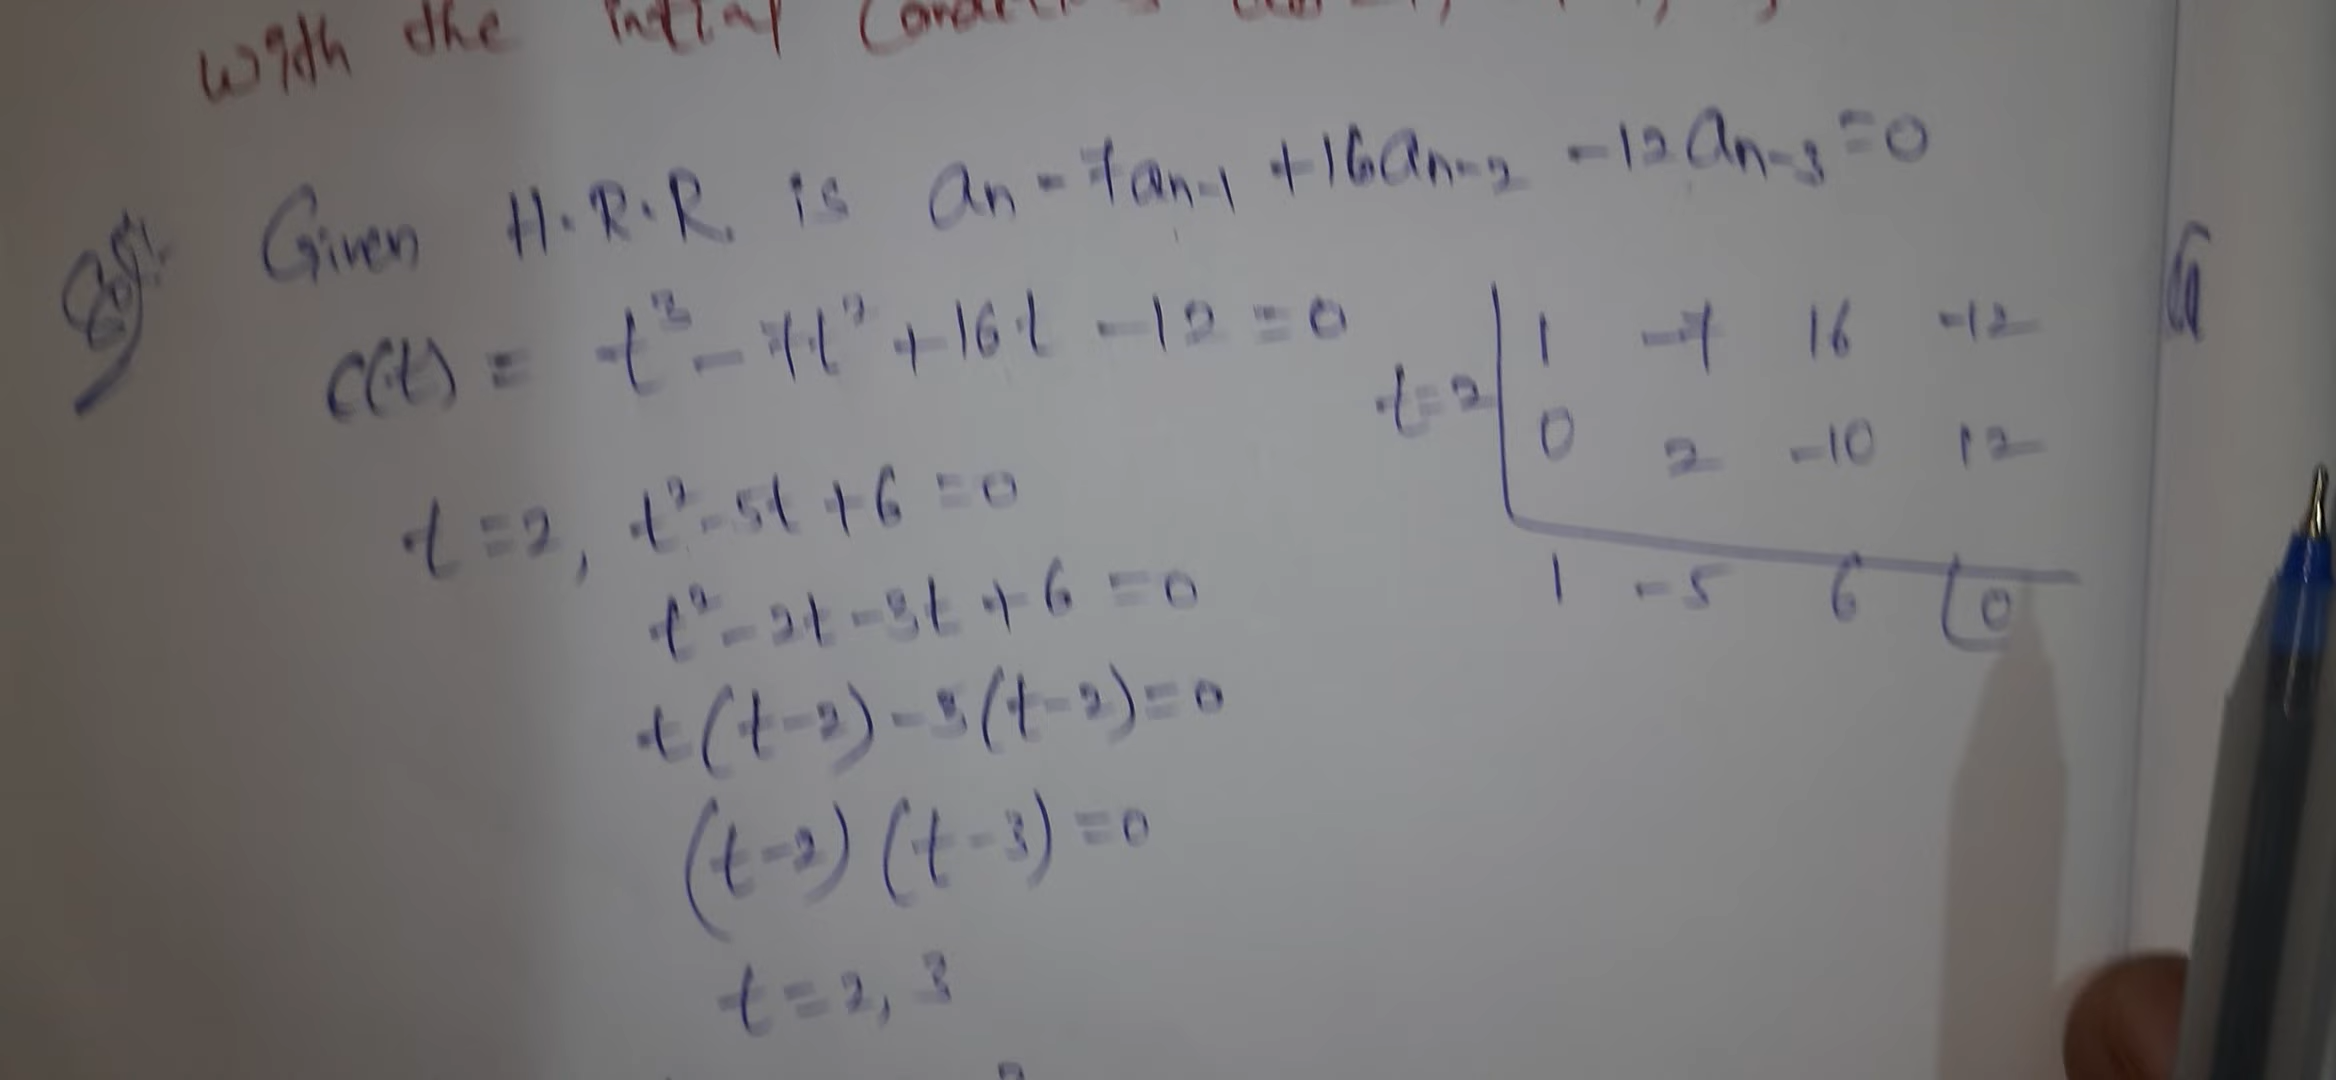 With the initial
Sol: Given H.R.R. is an - 7an-1 + 16an-2 - 12an-3 = 0
C(t) = t³ - 7t² + 16t - 12 = 0
t=2 | 1 -7 16 -12
0 2 -10 12
1 -5 6 0
t = 2, t² - 5t + 6 = 0
t² - 2t - 3t + 6 = 0
t(t-2) - 3(t-2) = 0
(t-2) (t-3) = 0
t = 2, 3